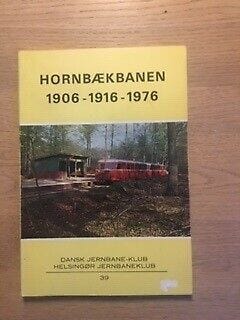 HORNBÆKBANEN
1906-1916-1976
DANSK JERNBANE-KLUB
HELSINGØR JERNBANEKLUB
39